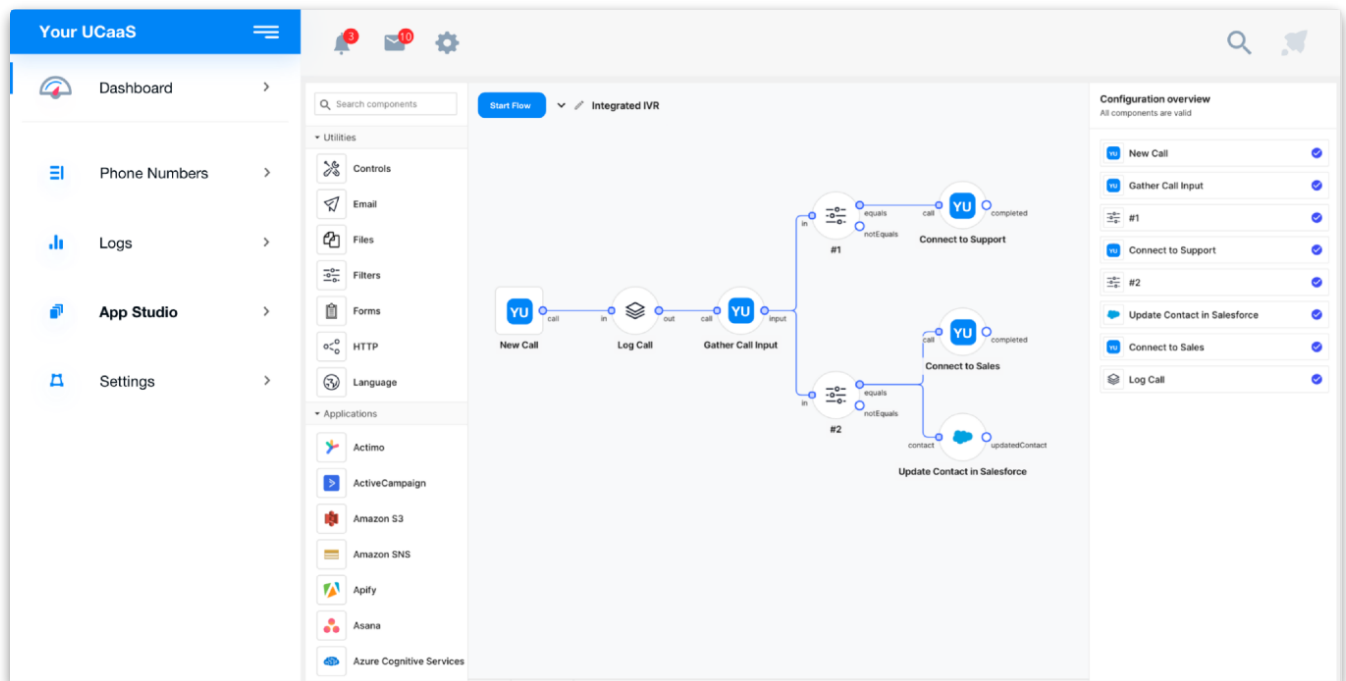 Your UCaaS
3
10
Dashboard
Phone Numbers
Logs
App Studio
Settings
Search components
Utilities
Controls
Email
Files
Filters
Forms
HTTP
Language
Applications
Actimo
ActiveCampaign
Amazon S3
Amazon SNS
Apify
Asana
Azure Cognitive Services
Start Flow
Integrated IVR
YU
call
New Call
in
out
Log Call
call
YU
input
Gather Call Input
in
equals
notEquals
#1
call
YU
completed
Connect to Support
in
equals
notEquals
#2
call
YU
completed
Connect to Sales
contact
updatedContact
Update Contact in Salesforce
Configuration overview
All components are valid
YU New Call
YU Gather Call Input
#1
YU Connect to Support
#2
Update Contact in Salesforce
YU Connect to Sales
Log Call